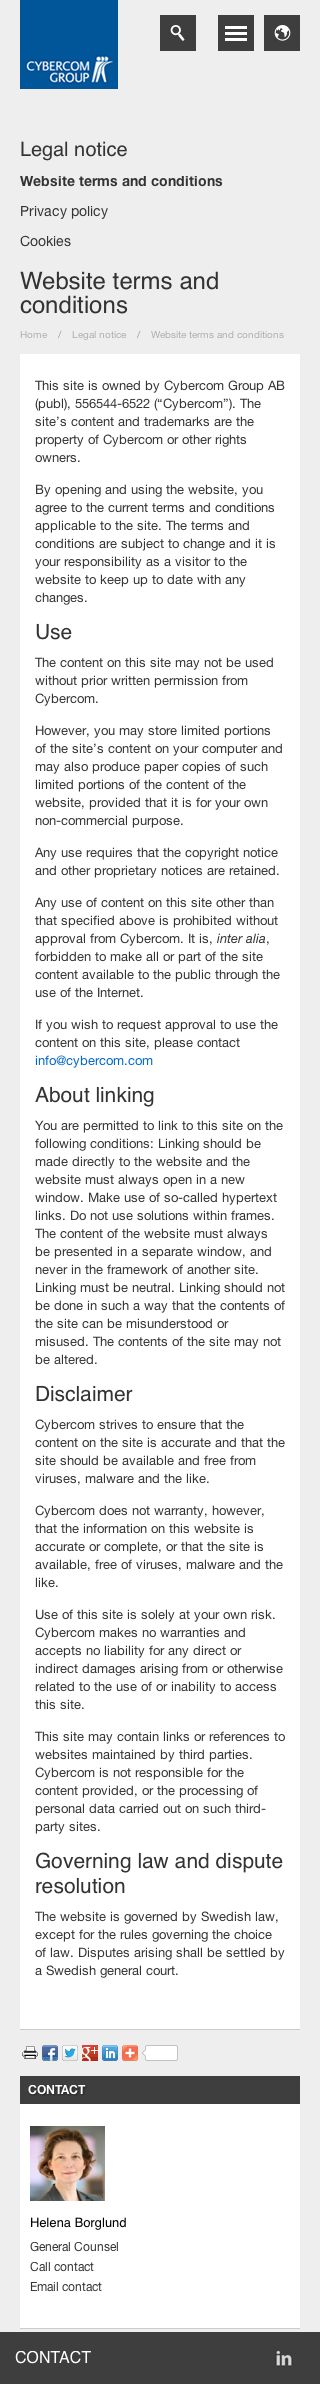 CYBERCOM
GROUP
Legal notice
Website terms and conditions
Privacy policy
Cookies
Website terms and
conditions
Home / Legal notice / Website terms and conditions
This site is owned by Cybercom Group AB
(publ), 556544-6522 (“Cybercom”). The
site’s content and trademarks are the
property of Cybercom or other rights
owners.
By opening and using the website, you
agree to the current terms and conditions
applicable to the site. The terms and
conditions are subject to change and it is
your responsibility as a visitor to the
website to keep up to date with any
changes.
Use
The content on this site may not be used
without prior written permission from
Cybercom.
However, you may store limited portions
of the site’s content on your computer and
may also produce paper copies of such
limited portions of the content of the
website, provided that it is for your own
non-commercial purpose.
Any use requires that the copyright notice
and other proprietary notices are retained.
Any use of content on this site other than
that specified above is prohibited without
approval from Cybercom. It is, inter alia,
forbidden to make all or part of the site
content available to the public through the
use of the Internet.
If you wish to request approval to use the
content on this site, please contact
info@cybercom.com
About linking
You are permitted to link to this site on the
following conditions: Linking should be
made directly to the website and the
website must always open in a new
window. Make use of so-called hypertext
links. Do not use solutions within frames.
The content of the website must always
be presented in a separate window, and
never in the framework of another site.
Linking must be neutral. Linking should not
be done in such a way that the contents of
the site can be misunderstood or
misused. The contents of the site may not
be altered.
Disclaimer
Cybercom strives to ensure that the
content on the site is accurate and that the
site should be available and free from
viruses, malware and the like.
Cybercom does not warranty, however,
that the information on this website is
accurate or complete, or that the site is
available, free of viruses, malware and the
like.
Use of this site is solely at your own risk.
Cybercom makes no warranties and
accepts no liability for any direct or
indirect damages arising from or otherwise
related to the use of or inability to access
this site.
This site may contain links or references to
websites maintained by third parties.
Cybercom is not responsible for the
content provided, or the processing of
personal data carried out on such third-
party sites.
Governing law and dispute
resolution
The website is governed by Swedish law,
except for the rules governing the choice
of law. Disputes arising shall be settled by
a Swedish general court.
CONTACT
Helena Borglund
General Counsel
Call contact
Email contact
CONTACT